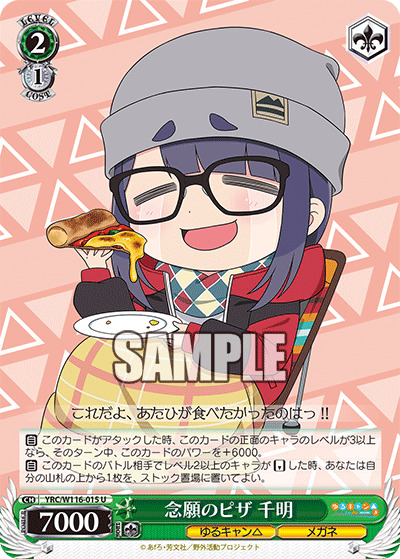 LEVEL
2
1
COST
SAMPLE
これだよ、あたひが食べたかったのはっ!!
自このカードがアタックした時、このカードの正面のキャラのレベルが3以上
なら、そのターン中、このカードのパワーを+6000。
自このカードのバトル相手でレベル2以上のキャラが した時、あなたは自
分の山札の上から1枚を、ストック置場に置いてよい。
CH YRC/W116-015 U
7000
念願のピザ 千明
ゆるキャン△
ゆるキャン△
メガネ
©あfろ・芳文社/野外活動プロジェクト